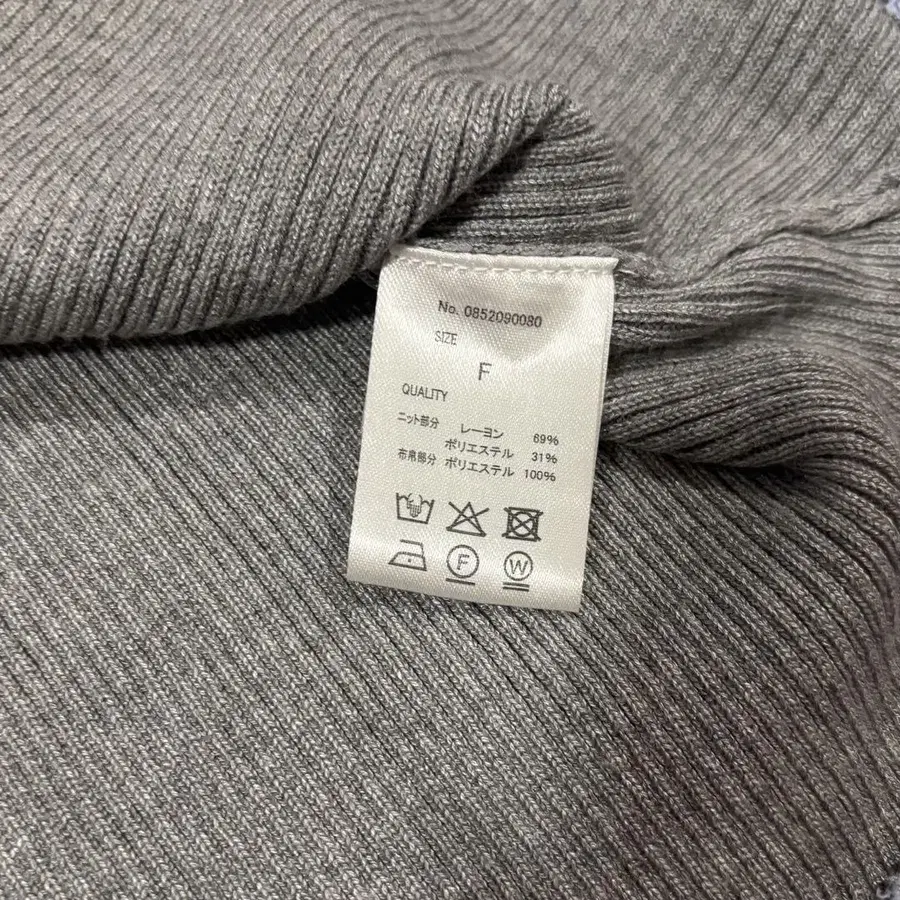 No. 0852090080
SIZE
F
QUALITY
ニット部分 レーヨン 69%
ポリエステル 31%
布帛部分 ポリエステル 100%
F W